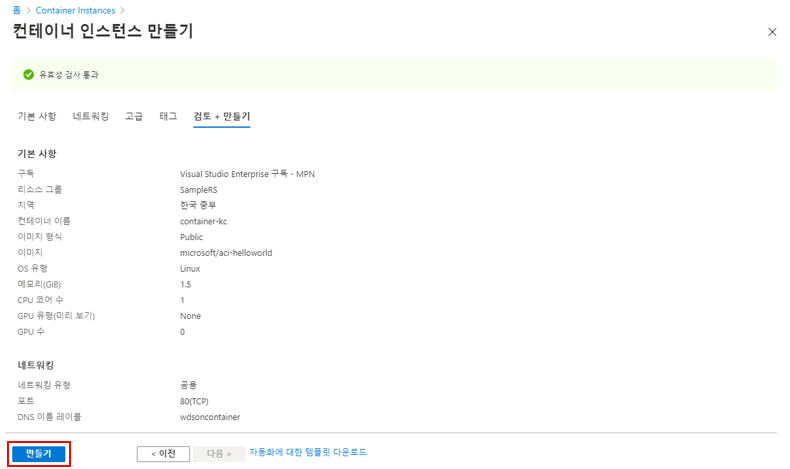 홈 > Container Instances >
컨테이너 인스턴스 만들기
유효성 검사 통과
기본 사항 네트워킹 고급 태그 검토 + 만들기
기본 사항
구독 Visual Studio Enterprise 구독 - MPN
리소스 그룹 SampleRS
지역 한국 중부
컨테이너 이름 container-kc
이미지 형식 Public
이미지 microsoft/aci-helloworld
OS 유형 Linux
메모리(GiB) 1.5
CPU 코어 수 1
GPU 유형(미리 보기) None
GPU 수 0
네트워킹
네트워킹 유형 공용
포트 80(TCP)
DNS 이름 레이블 wdsoncontainer
만들기 < 이전 다음 > 자동화에 대한 템플릿 다운로드